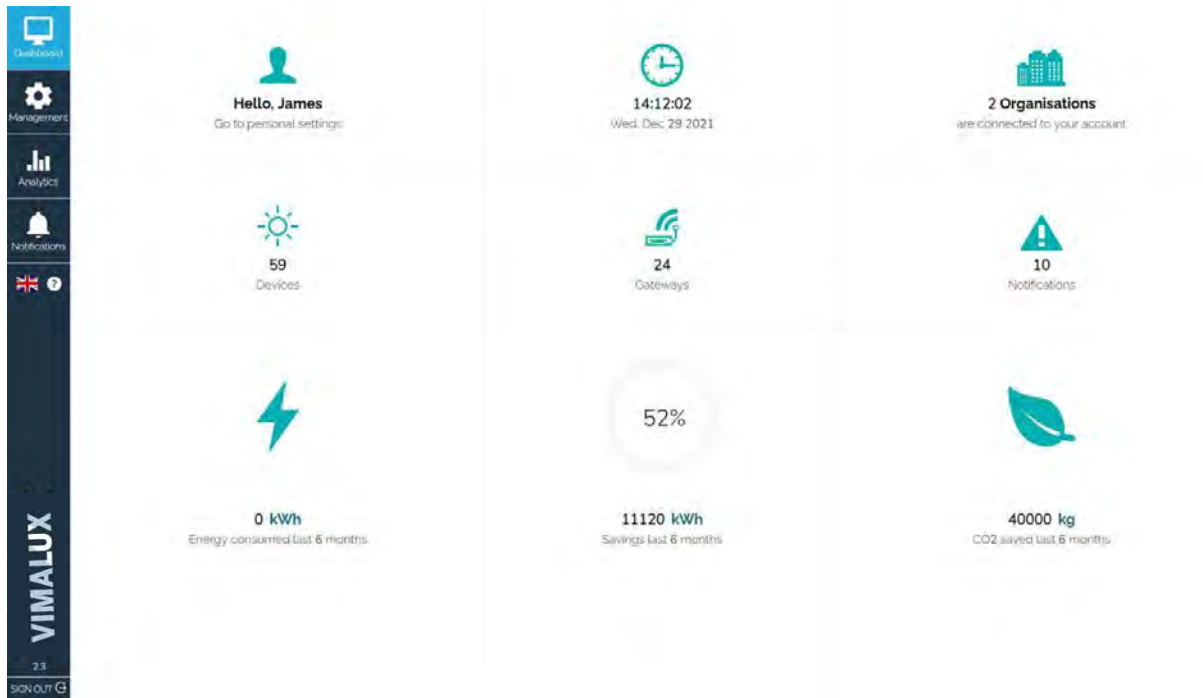 Dashboard
Management
Analytics
Notifications
VIMALUX
2.3
SIGN OUT
Hello, James
Go to personal settings
14:12:02
Wed. Dec 29 2021
2 Organisations
are connected to your account
59
Devices
24
Gateways
10
Notifications
52%
0 kWh
Energy consumed last 6 months
11120 kWh
Savings last 6 months
40000 kg
CO2 saved last 6 months